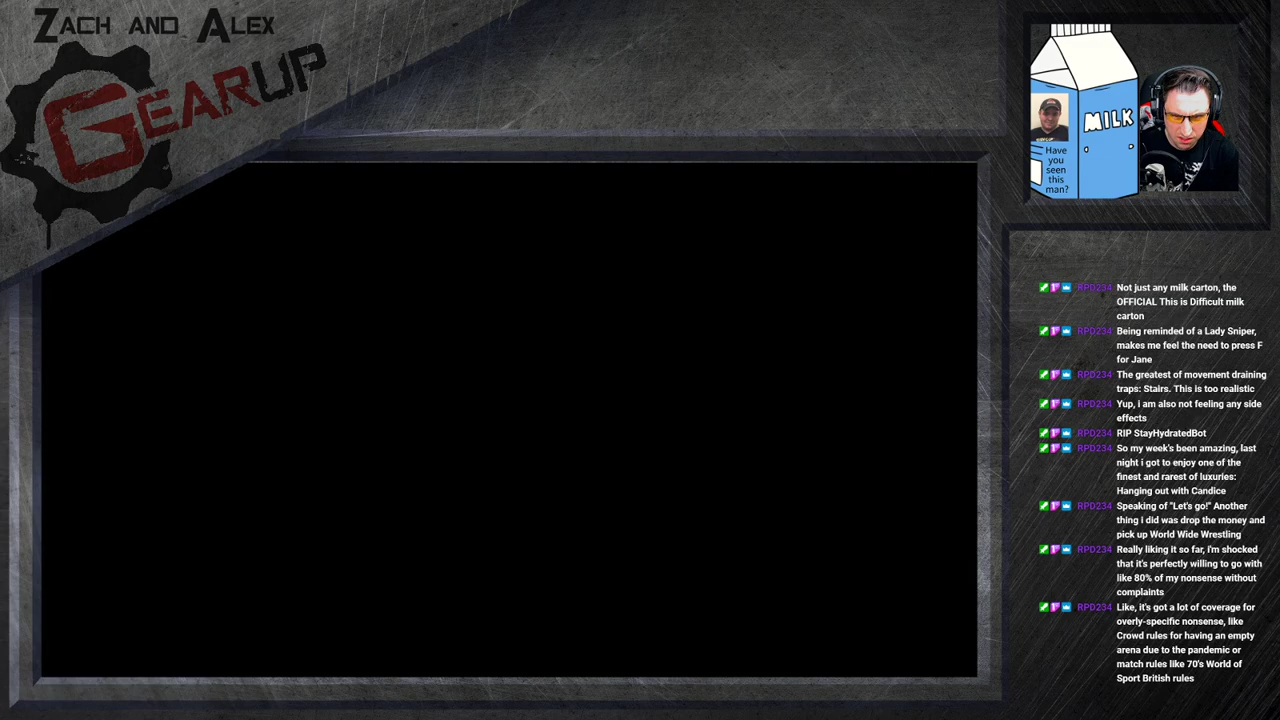 Zach and Alex
GEARUP
MILK
Have
you
seen
this
man?
RPD234 Not just any milk carton, the
OFFICIAL This is Difficult milk
carton
RPD234 Being reminded of a Lady Sniper,
makes me feel the need to press F
for Jane
RPD234 The greatest of movement draining
traps: Stairs. This is too realistic
RPD234 Yup, i am also not feeling any side
effects
RPD234 RIP StayHydratedBot
RPD234 So my week's been amazing, last
night i got to enjoy one of the
finest and rarest of luxuries:
Hanging out with Candice
RPD234 Speaking of "Let's go!" Another
thing i did was drop the money and
pick up World Wide Wrestling
RPD234 Really liking it so far, I'm shocked
that it's perfectly willing to go with
like 80% of my nonsense without
complaints
RPD234 Like, it's got a lot of coverage for
overly-specific nonsense, like
Crowd rules for having an empty
arena due to the pandemic or
match rules like 70's World of
Sport British rules